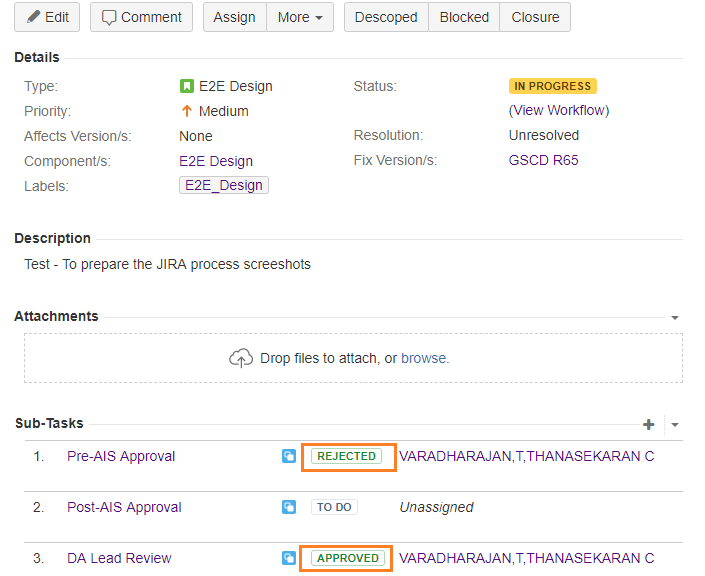 Edit Comment Assign More Descoped Blocked Closure
Details
Type: E2E Design Status: IN PROGRESS
Priority: Medium (View Workflow)
Affects Version/s: None Resolution: Unresolved
Component/s: E2E Design Fix Version/s: GSCD R65
Labels: E2E_Design
Description
Test - To prepare the JIRA process screeshots
Attachments
Drop files to attach, or browse.
Sub-Tasks
1. Pre-AIS Approval REJECTED VARADHARAJAN,T,THANASEKARAN C
2. Post-AIS Approval TO DO Unassigned
3. DA Lead Review APPROVED VARADHARAJAN,T,THANASEKARAN C